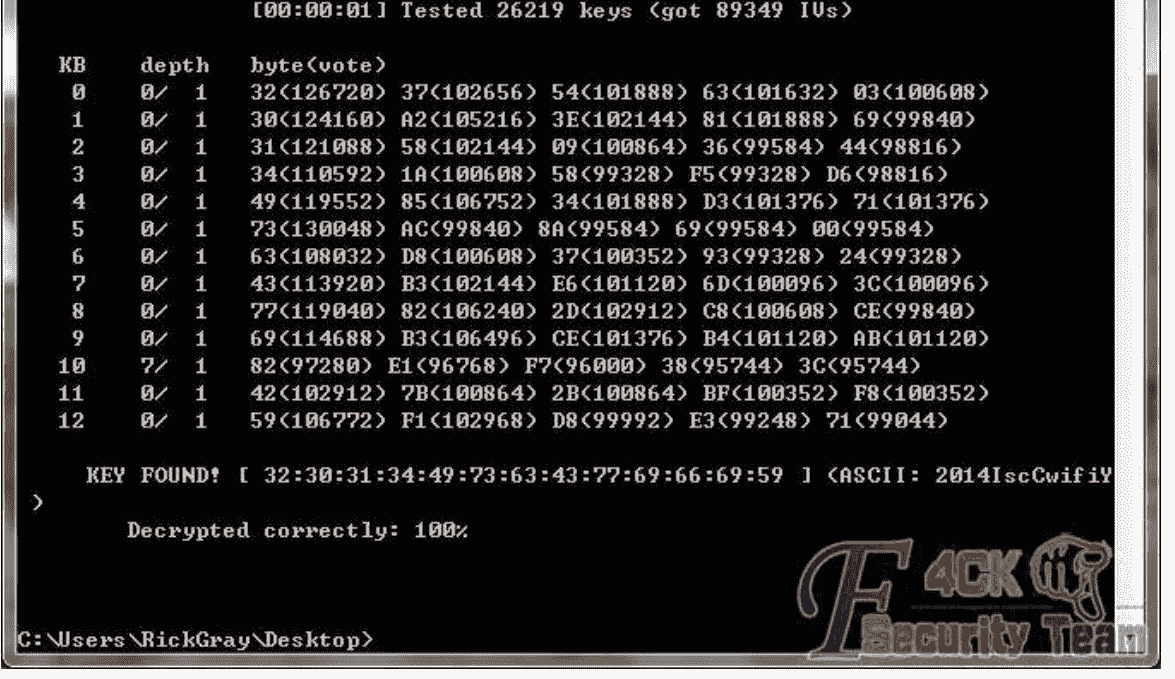 [00:00:01] Tested 26219 keys (got 89349 IVs)
KB depth byte(vote)
0 0/ 1 32(126720) 37(102656) 54(101888) 63(101632) 03(100608)
1 0/ 1 30(124160) A2(105216) 3E(102144) 81(101888) 69(99840)
2 0/ 1 31(121088) 58(102144) 09(100864) 36(99584) 44(98816)
3 0/ 1 34(110592) 1A(100608) 58(99328) F5(99328) D6(98816)
4 0/ 1 49(119552) 85(106752) 34(101888) D3(101376) 71(101376)
5 0/ 1 73(130048) AC(99840) 8A(99584) 69(99584) 00(99584)
6 0/ 1 63(108032) D8(100608) 37(100352) 93(99328) 24(99328)
7 0/ 1 43(113920) B3(102144) E6(101120) 6D(100096) 3C(100096)
8 0/ 1 77(119040) 82(106240) 2D(102912) C8(100608) CE(99840)
9 0/ 1 69(114688) B3(106496) CE(101376) B4(101120) AB(101120)
10 7/ 1 82(97280) E1(96768) F7(96000) 38(95744) 3C(95744)
11 0/ 1 42(102912) 7B(100864) 2B(100864) BF(100352) F8(100352)
12 0/ 1 59(106772) F1(102968) D8(99992) E3(99248) 71(99044)
KEY FOUND! [ 32:30:31:34:49:73:63:43:77:69:66:69:59 ] (ASCII: 2014IscCwifiY
)
Decrypted correctly: 100%
C:\Users\RickGray\Desktop>
F4CK
Security Team